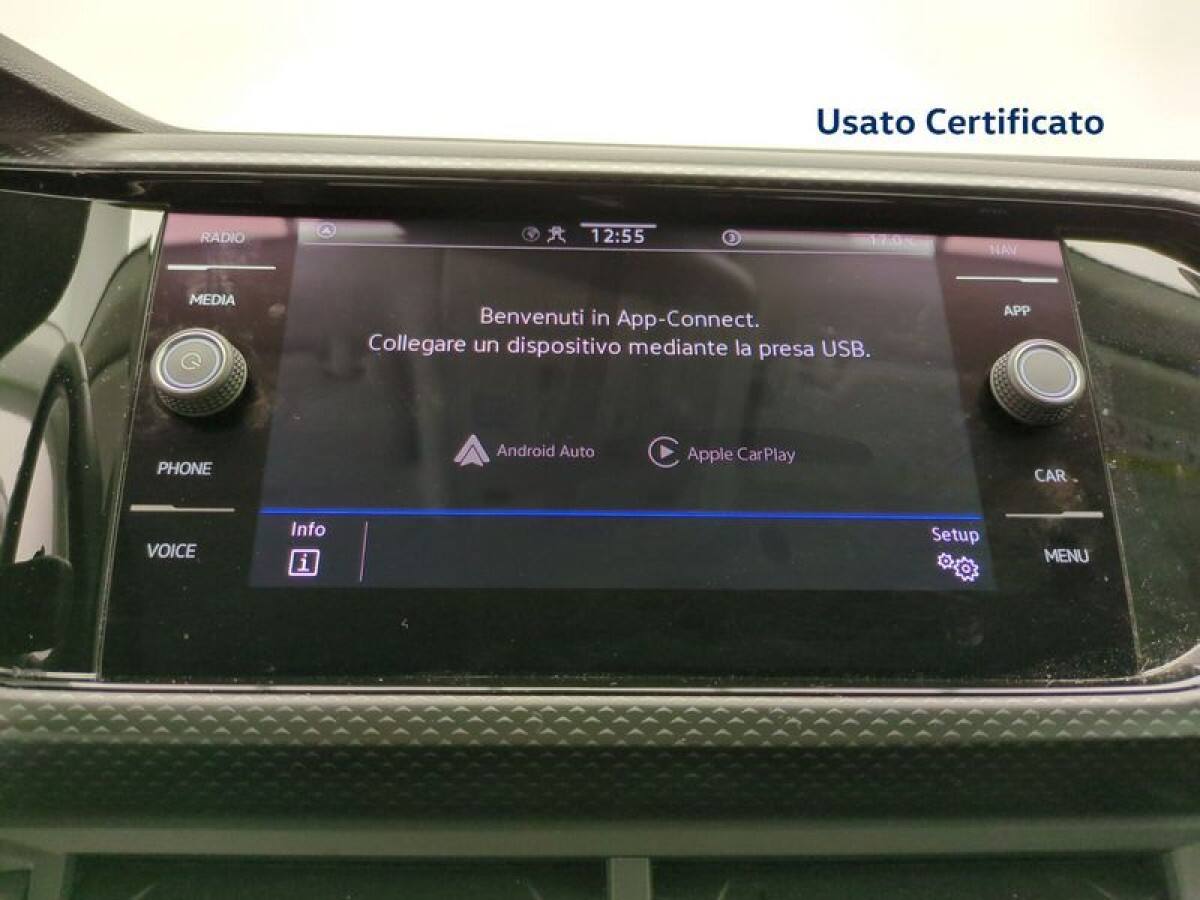 Usato Certificato
RADIO
12:55
3
NAV
MEDIA
APP
Benvenuti in App-Connect.
Collegare un dispositivo mediante la presa USB.
Android Auto
Apple CarPlay
PHONE
CAR
Info
Setup
VOICE
MENU